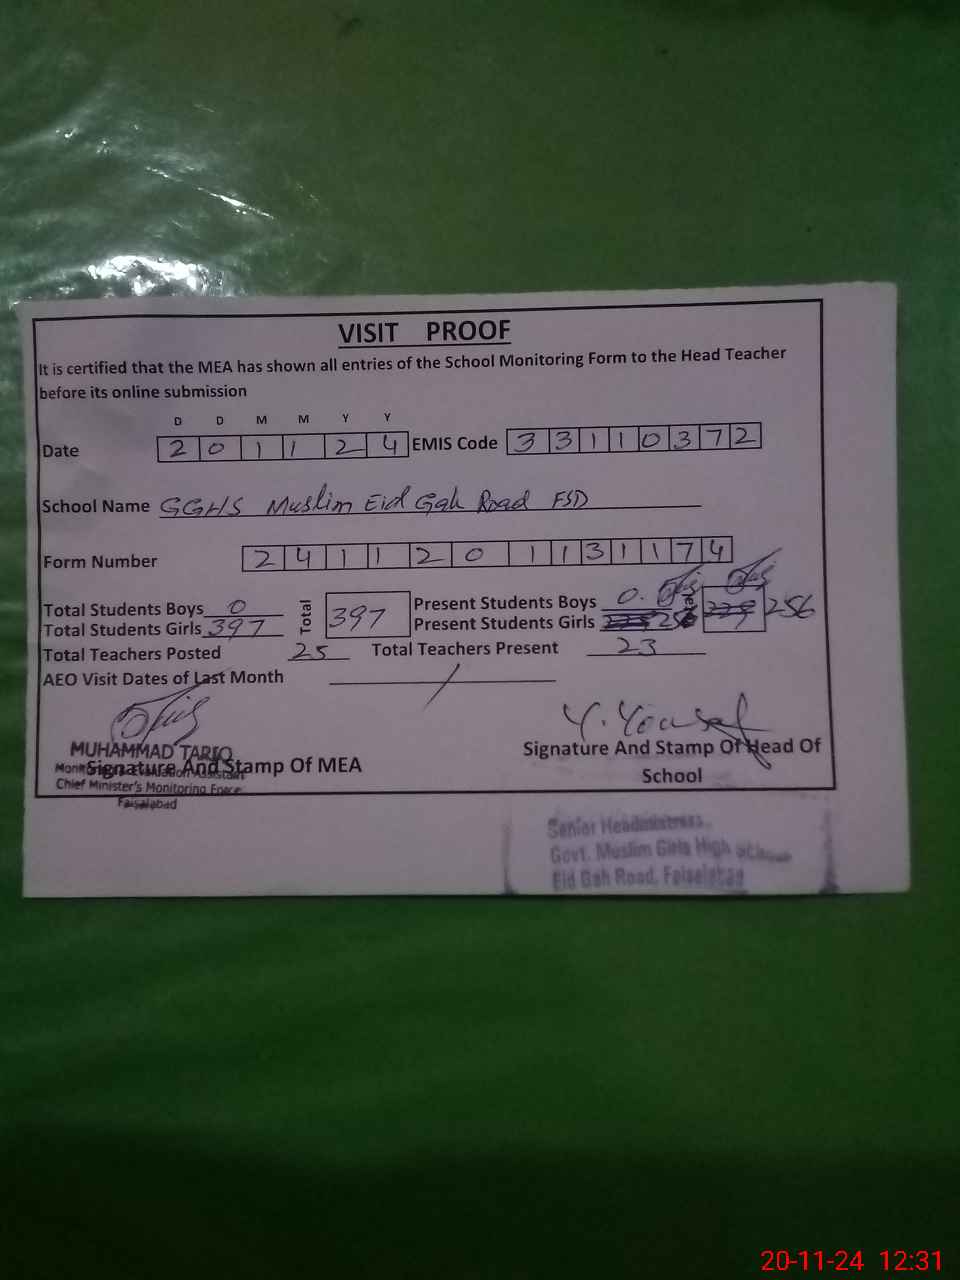 VISIT PROOF
It is certified that the MEA has shown all entries of the School Monitoring Form to the Head Teacher
before its online submission
D D M M Y Y
Date 2 0 1 1 2 4 EMIS Code 3 3 1 1 0 3 7 2
School Name GGHS Muslim Eid Gah Road FSD
Form Number 2 4 1 1 2 0 1 1 3 1 1 7 4
Total Students Boys 0 Total 397 Present Students Boys 0.
Total Students Girls 397 Present Students Girls 256
Total Teachers Posted 25 Total Teachers Present 23
AEO Visit Dates of Last Month
Y. Yousaf
MUHAMMAD TARIQ
Signature And Stamp Of MEA
Monitoring & Evaluation Assistant
Chief Minister's Monitoring Force
Faisalabad
Signature And Stamp Of Head Of
School
Senior Headmistress
Govt. Muslim Girls High School
Eid Gah Road, Faisalabad
20-11-24 12:31